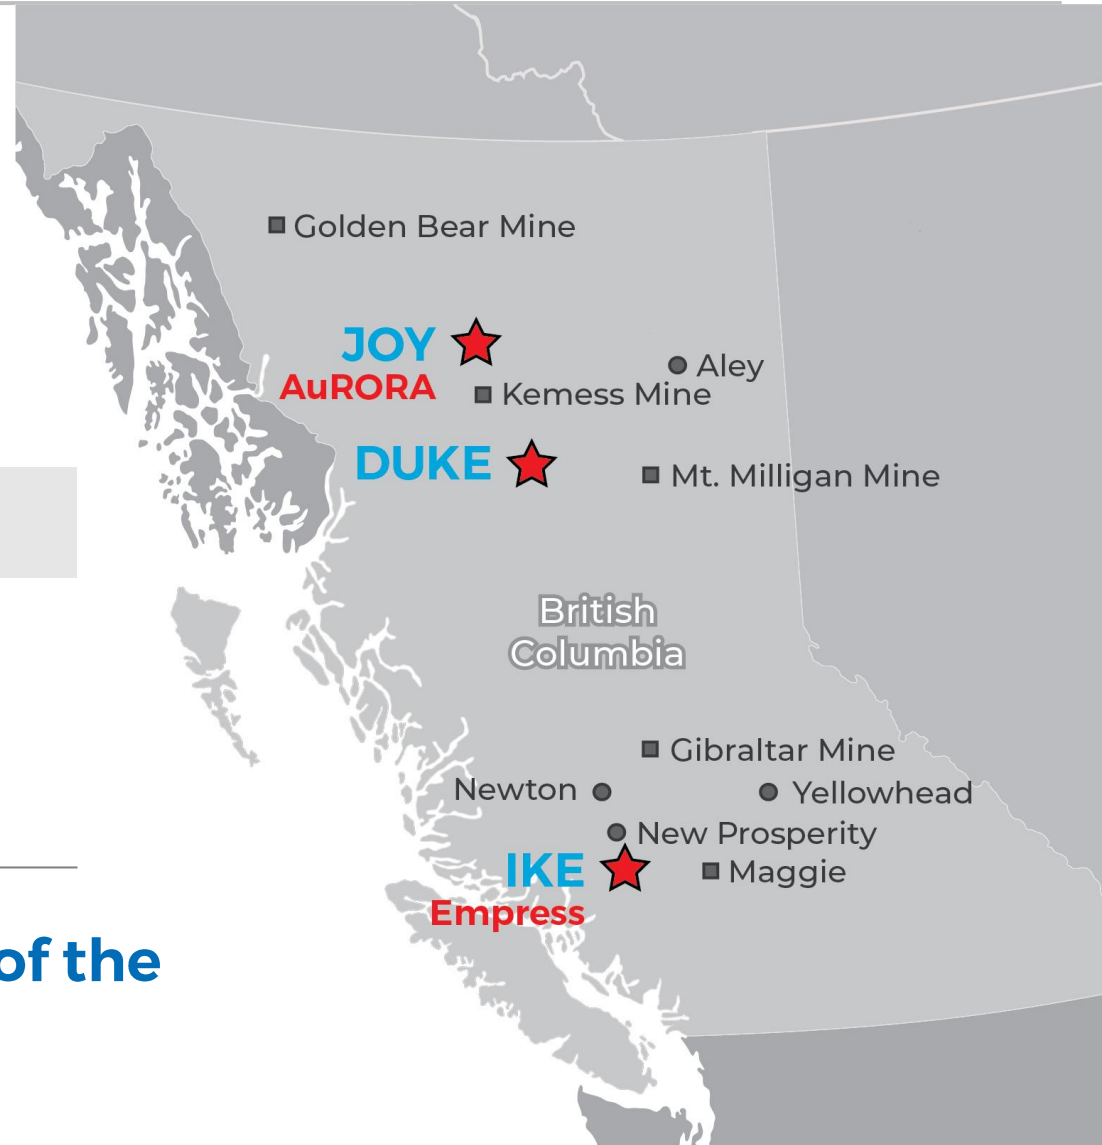 Golden Bear Mine
JOY
AuRORA
Aley
Kemess Mine
DUKE
Mt. Milligan Mine
British
Columbia
Gibraltar Mine
Newton
Yellowhead
New Prosperity
IKE
Maggie
Empress
of the